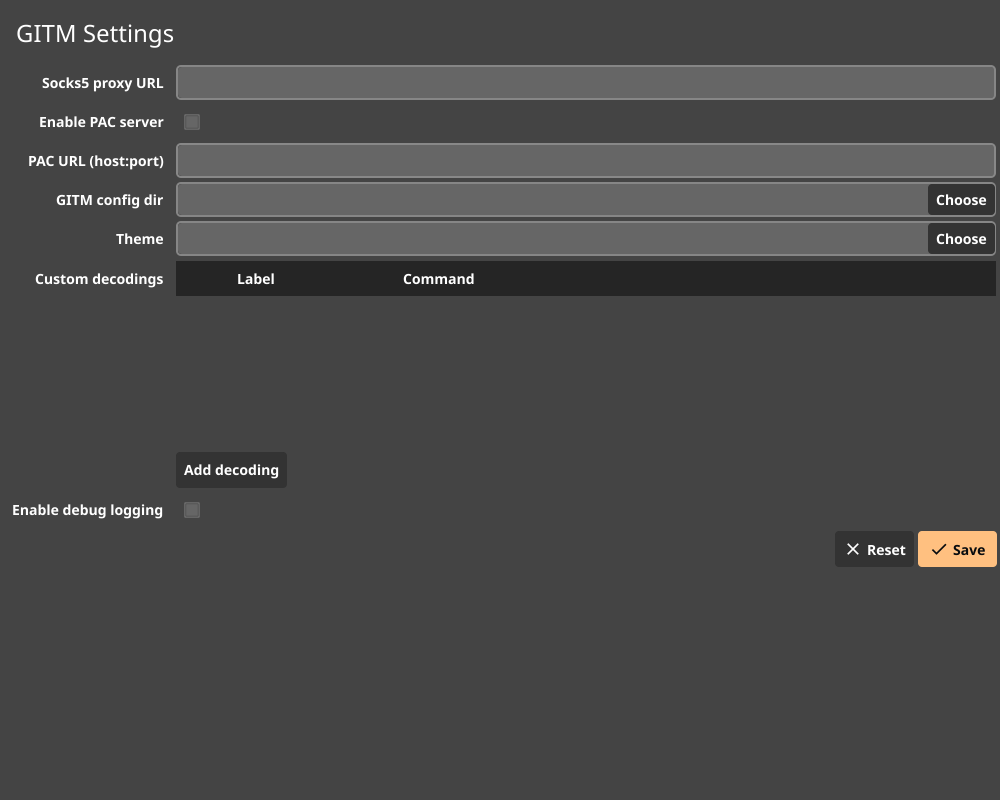 GITM Settings
Socks5 proxy URL
Enable PAC server
PAC URL (host:port)
GITM config dir Choose
Theme Choose
Custom decodings Label Command
Add decoding
Enable debug logging
Reset Save